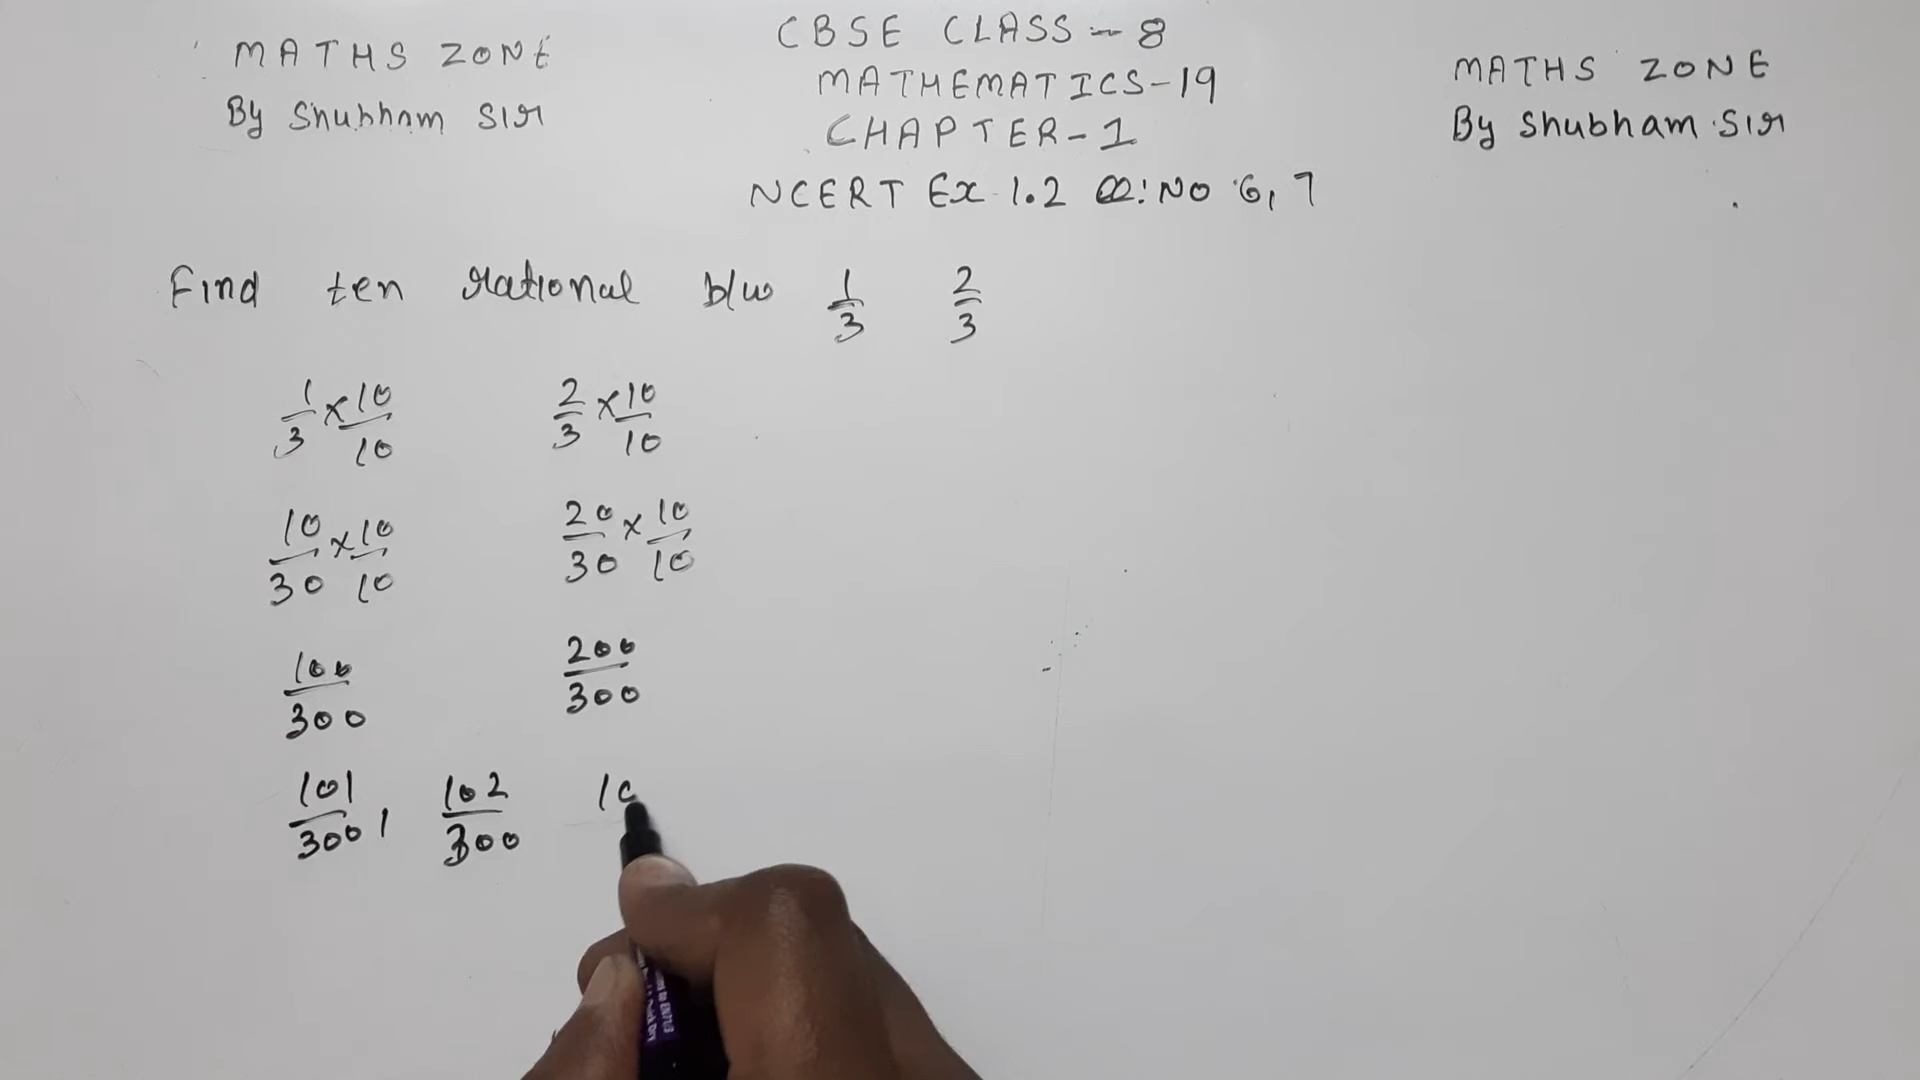 MATHS ZONE
By Shubham Sir
CBSE CLASS - 8
MATHEMATICS-19
CHAPTER-1
NCERT Ex 1.2 Q:No 6, 7
MATHS ZONE
By Shubham Sir
Find ten rational b/w 1/3 2/3
1/3 × 10/10 2/3 × 10/10
10/30 × 10/10 20/30 × 10/10
100/300 200/300
101/300, 102/300 10